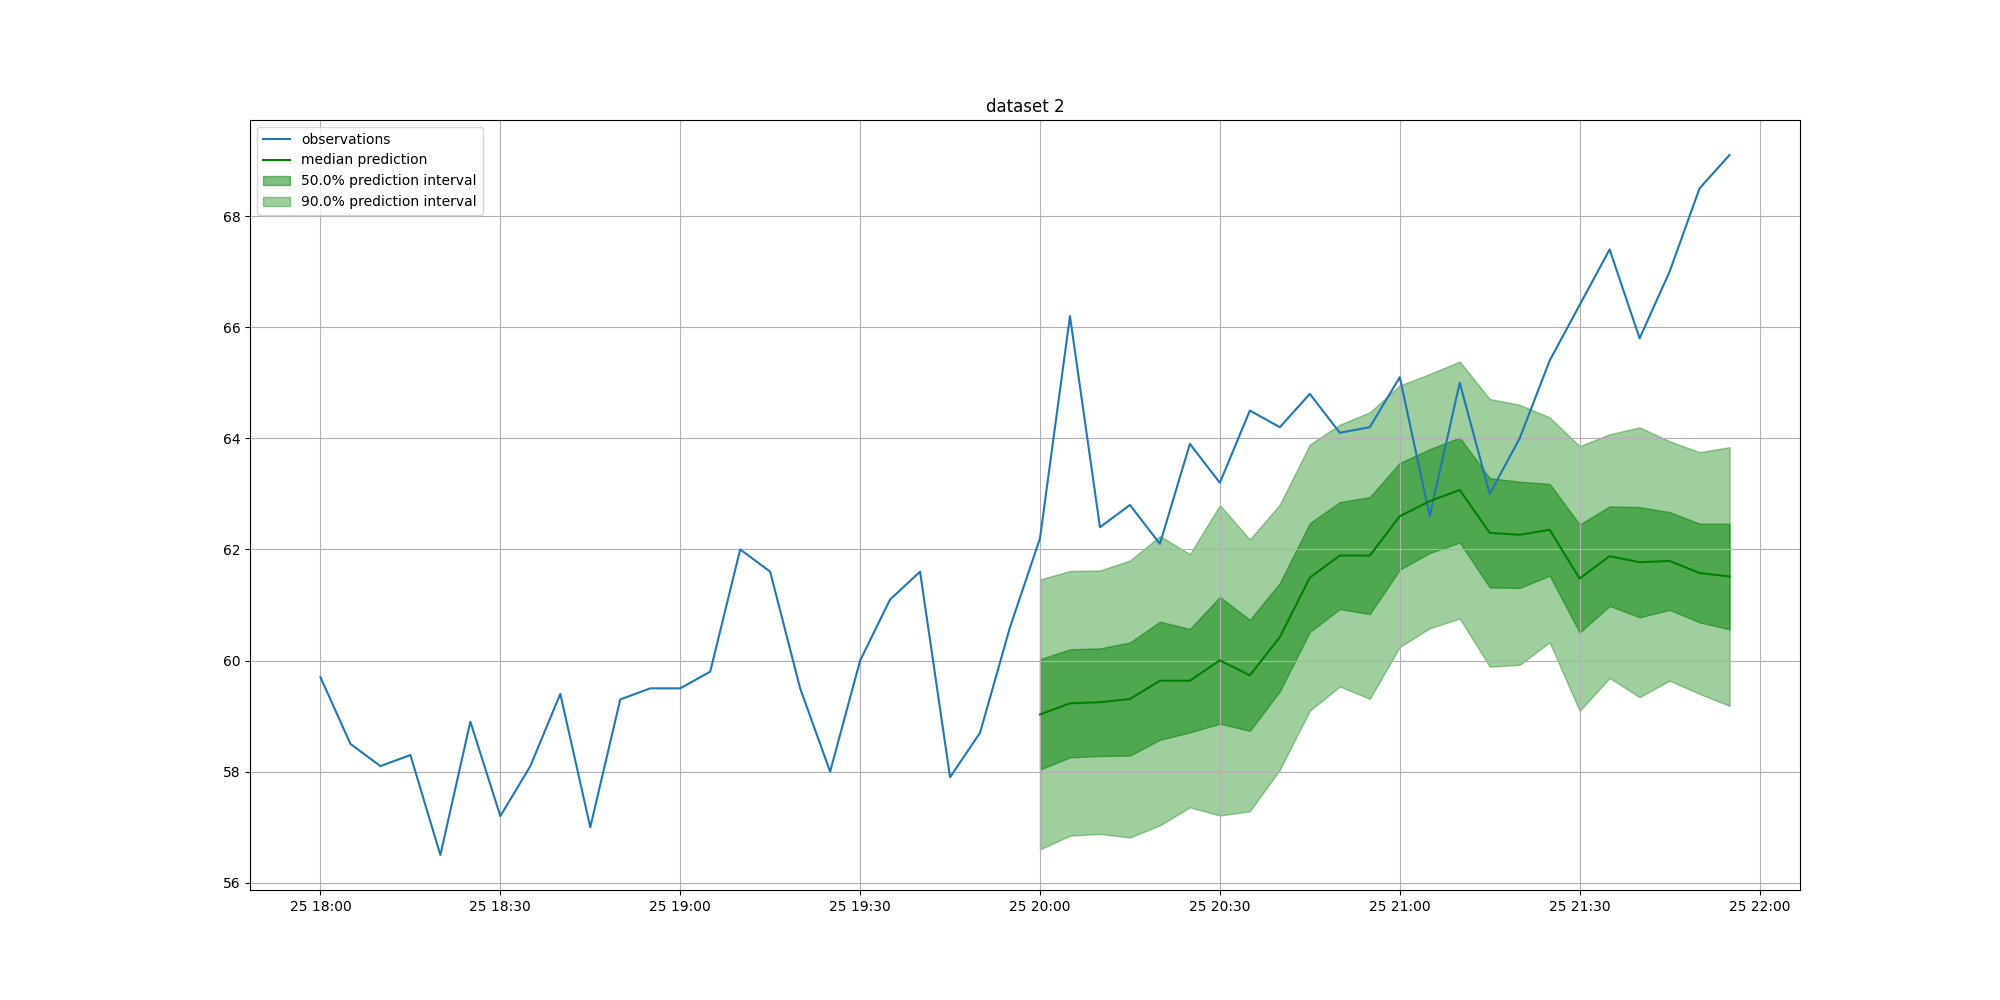 dataset 2
observations
median prediction
50.0% prediction interval
90.0% prediction interval
68
66
64
62
60
58
56
25 18:00 25 18:30 25 19:00 25 19:30 25 20:00 25 20:30 25 21:00 25 21:30 25 22:00